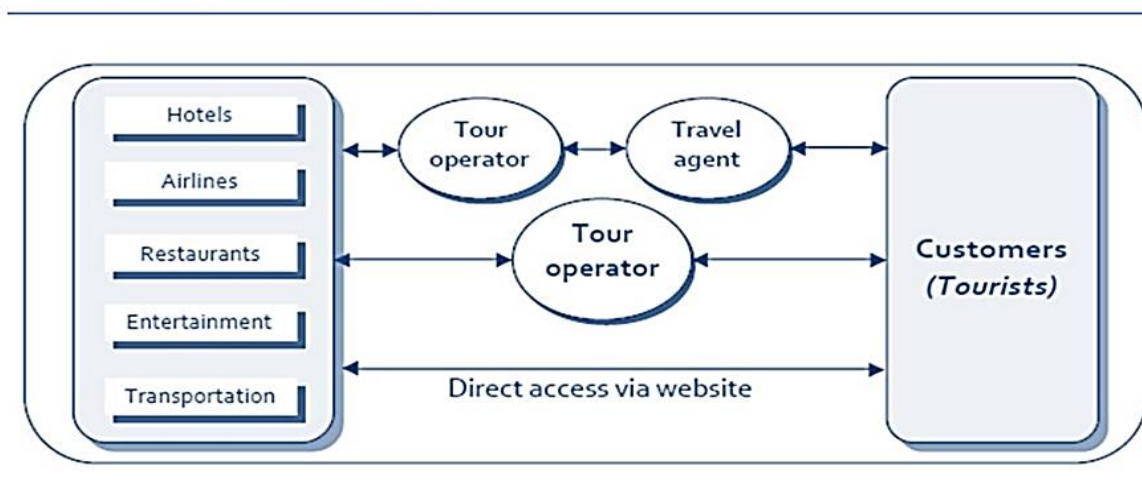 Hotels
Airlines
Restaurants
Entertainment
Transportation
Tour
operator
Travel
agent
Tour
operator
Direct access via website
Customers
(Tourists)